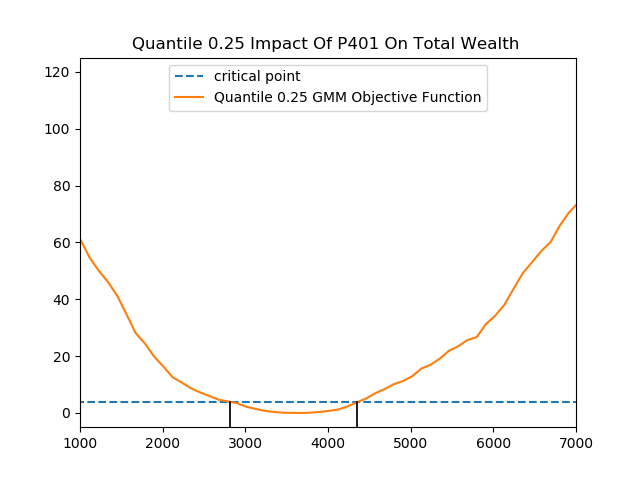 Quantile 0.25 Impact Of P401 On Total Wealth
critical point
Quantile 0.25 GMM Objective Function
120
100
80
60
40
20
0
1000 2000 3000 4000 5000 6000 7000